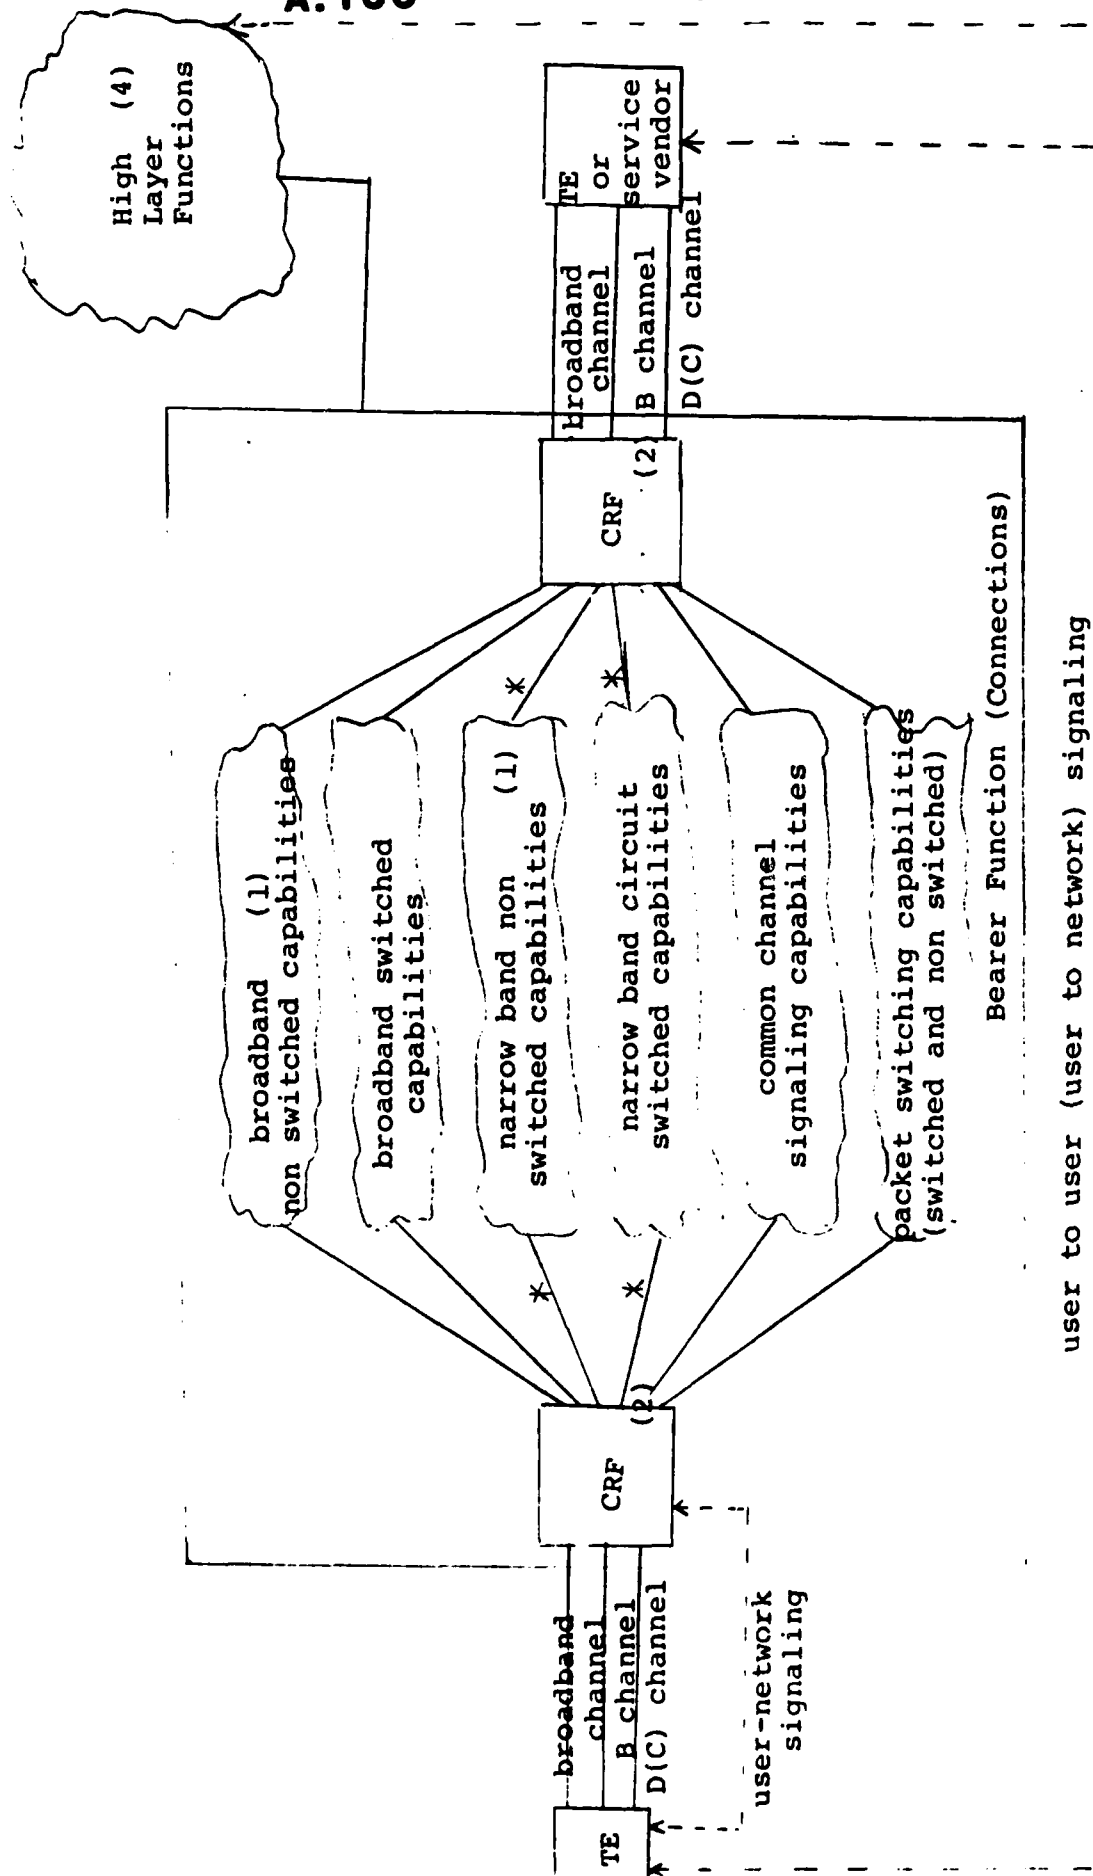 A.100
High (4)
Layer
Functions
TE
or
service
vendor
broadband
channel
B channel
D(C) channel
CRF
(2)
broadband (1)
non switched capabilities
broadband switched
capabilities
narrow band non (1)
switched capabilities
narrow band circuit
switched capabilities
common channel
signaling capabilities
packet switching capabilities
(switched and non switched)
*
*
*
*
Bearer Function (Connections)
CRF
(2)
broadband
channel
B channel
D(C) channel
TE
user-network
signaling
user to user (user to network) signaling